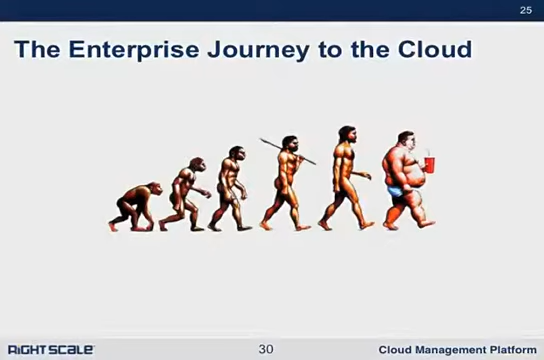 25
The Enterprise Journey to the Cloud
RIGHTSCALE
30
Cloud Management Platform